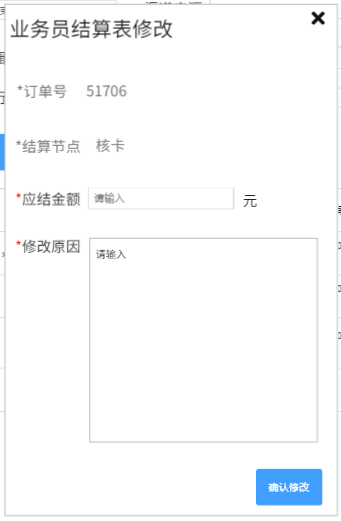 业务员结算表修改
*订单号 51706
*结算节点 核卡
*应结金额 请输入 元
*修改原因 请输入
确认修改